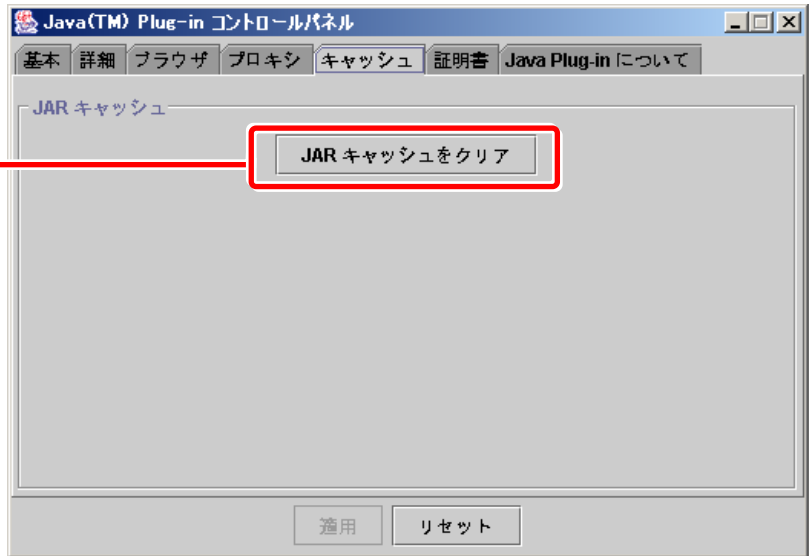 Java(TM) Plug-in コントロールパネル
基本 詳細 ブラウザ プロキシ キャッシュ 証明書 Java Plug-in について
JAR キャッシュ
JAR キャッシュをクリア
適用 リセット